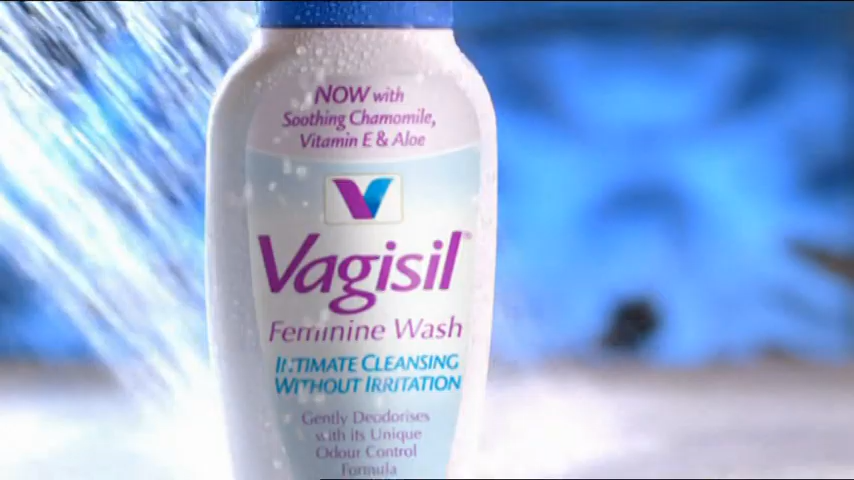 NOW with
Soothing Chamomile,
Vitamin E & Aloe
Vagisil®
Feminine Wash
INTIMATE CLEANSING
WITHOUT IRRITATION
Gently Deodorises
with its Unique
Odour Control
Formula